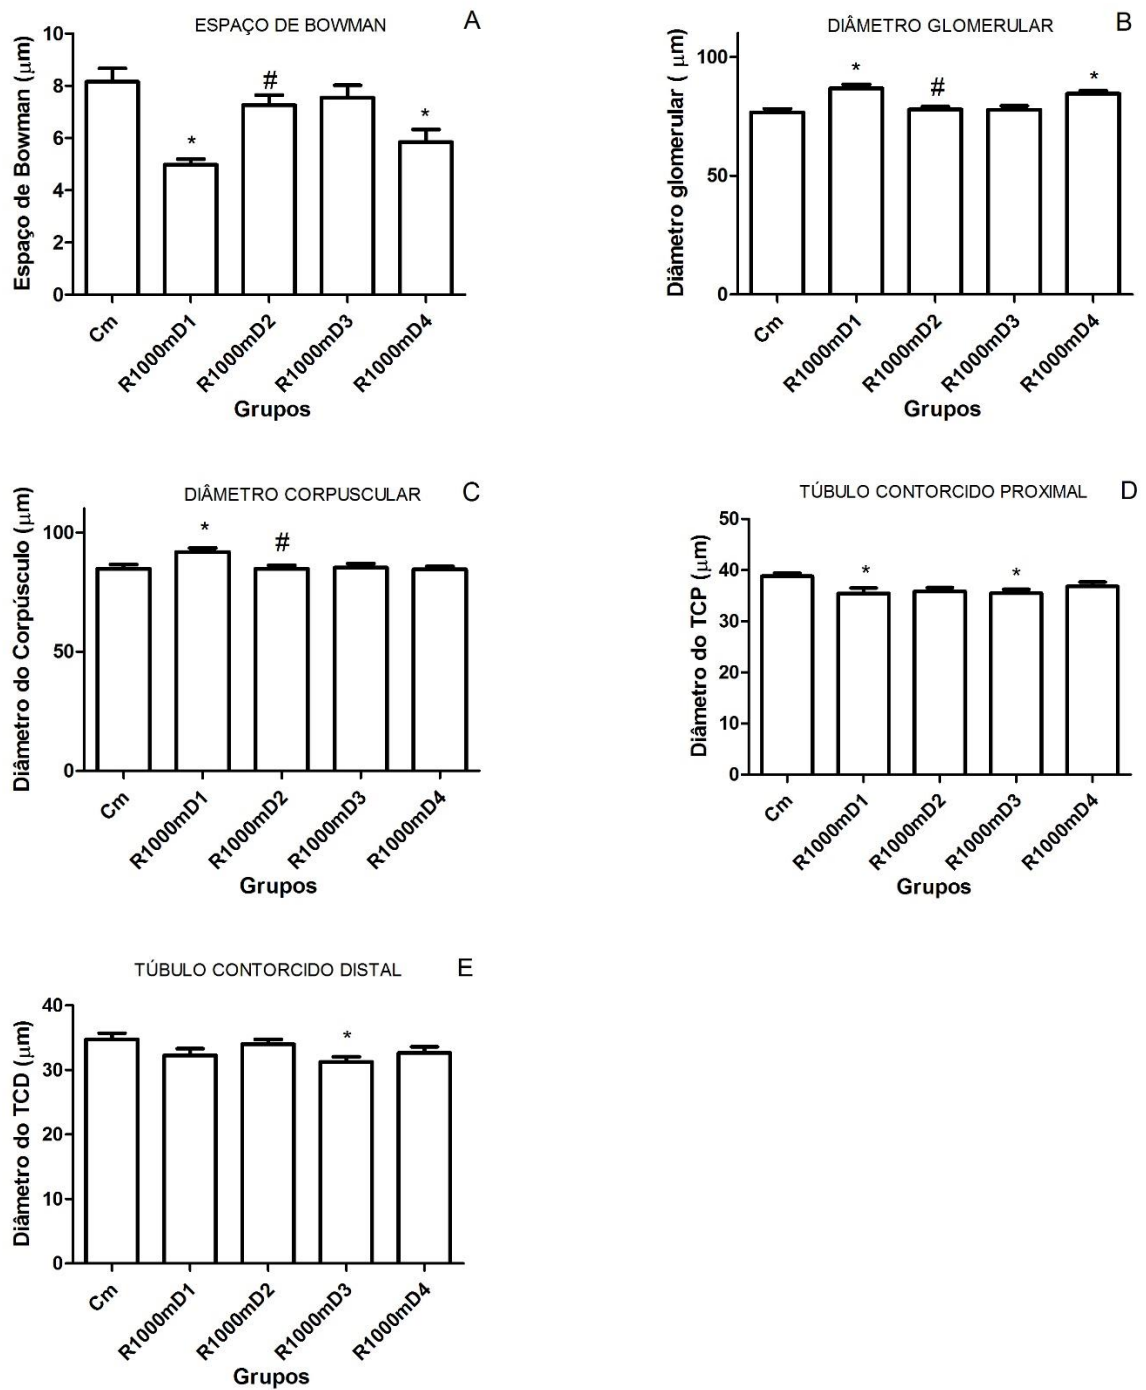 ESPAÇO DE BOWMAN
A
Espaço de Bowman (μm)
10
8
6
4
2
0
*
#
*
Cm
R1000mD1
R1000mD2
R1000mD3
R1000mD4
Grupos
DIÂMETRO GLOMERULAR
B
Diâmetro glomerular ( μm)
100
50
0
*
#
*
Cm
R1000mD1
R1000mD2
R1000mD3
R1000mD4
Grupos
DIÂMETRO CORPUSCULAR
C
Diâmetro do Corpúsculo (μm)
100
50
0
*
#
Cm
R1000mD1
R1000mD2
R1000mD3
R1000mD4
Grupos
TÚBULO CONTORCIDO PROXIMAL
D
Diâmetro do TCP (μm)
50
40
30
20
10
0
*
*
Cm
R1000mD1
R1000mD2
R1000mD3
R1000mD4
Grupos
TÚBULO CONTORCIDO DISTAL
E
Diâmetro do TCD (μm)
40
30
20
10
0
*
Cm
R1000mD1
R1000mD2
R1000mD3
R1000mD4
Grupos